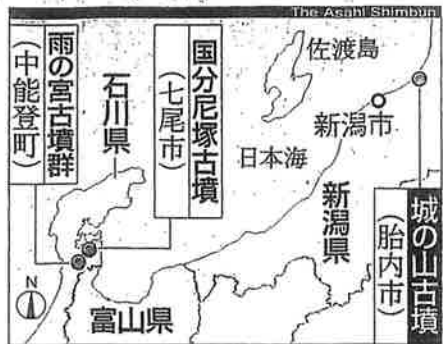 The Asahi Shimbun
雨の宮古墳群
(中能登町)
石川県
国分尼塚古墳
(七尾市)
佐渡島
新潟市
日本海
新潟県
城の山古墳
(胎内市)
富山県
N